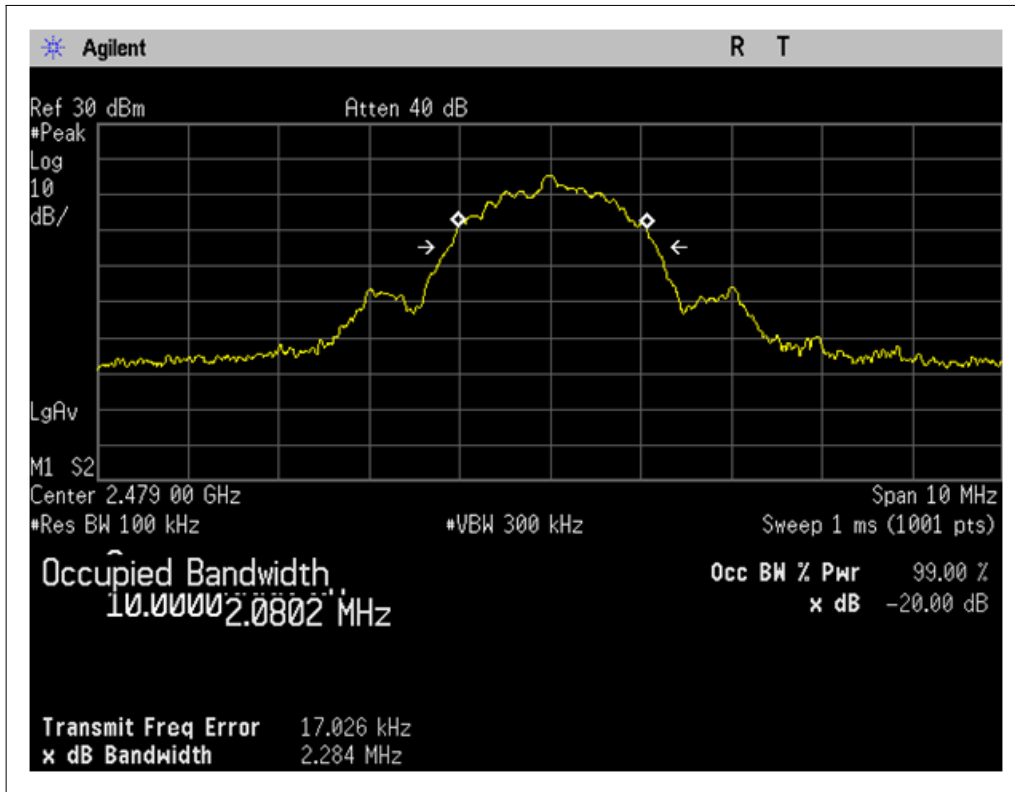 Agilent R T
Ref 30 dBm Atten 40 dB
#Peak
Log
10
dB/
LgAv
M1 S2
Center 2.479 00 GHz Span 10 MHz
#Res BW 100 kHz #VBW 300 kHz Sweep 1 ms (1001 pts)
Occupied Bandwidth Occ BW % Pwr 99.00 %
10.0000 2.0802 MHz x dB -20.00 dB
Transmit Freq Error 17.026 kHz
x dB Bandwidth 2.284 MHz